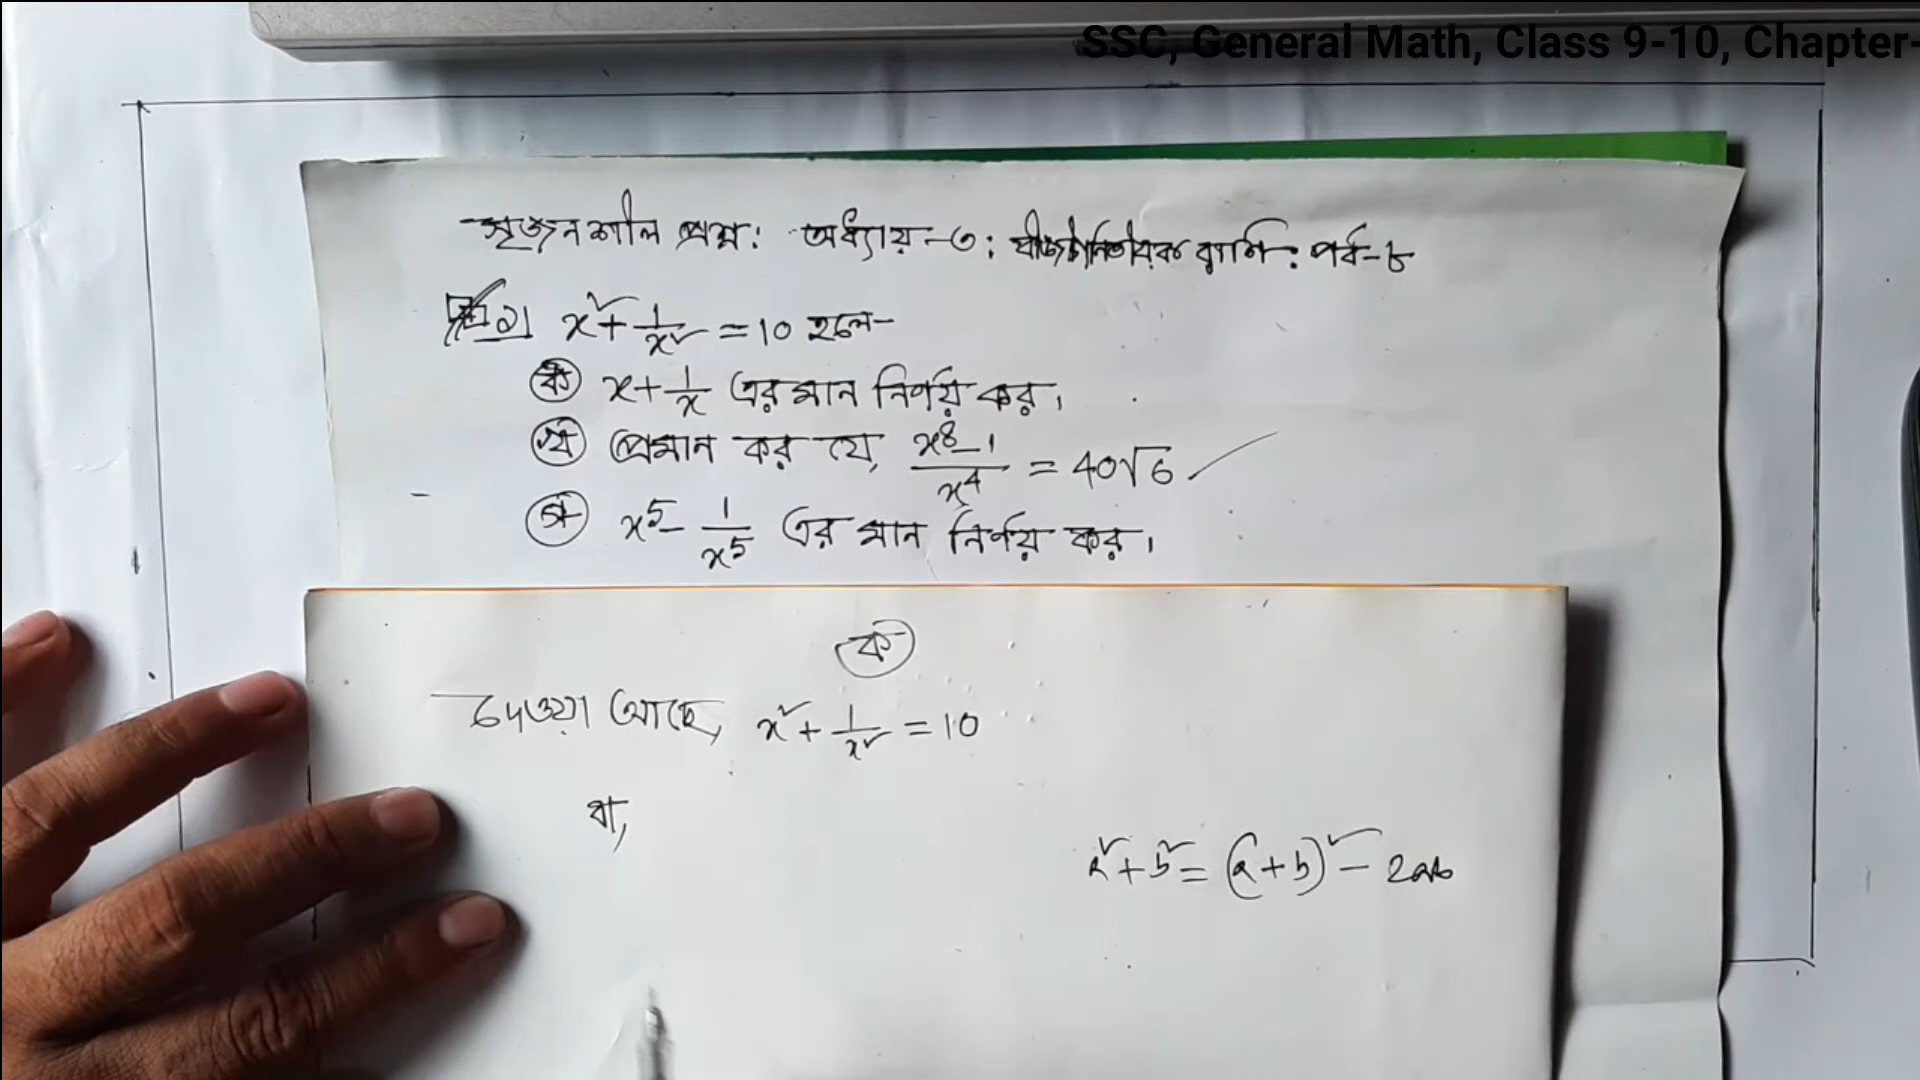 SSC, General Math, Class 9-10, Chapter-
সৃজনশীল প্রশ্ন: অধ্যায়-৩: বীজগানিতিক রাশি: পর্ব-৮
২। x² + 1/x² = 10 হলে-
ক x + 1/x এর মান নির্ণয় কর।
খ প্রমান কর যে, (x⁸-1)/x⁴ = 40√6
গ x⁵ - 1/x⁵ এর মান নির্ণয় কর।
ক
দেওয়া আছে, x² + 1/x² = 10
বা,
a² + b² = (a+b)² - 2ab